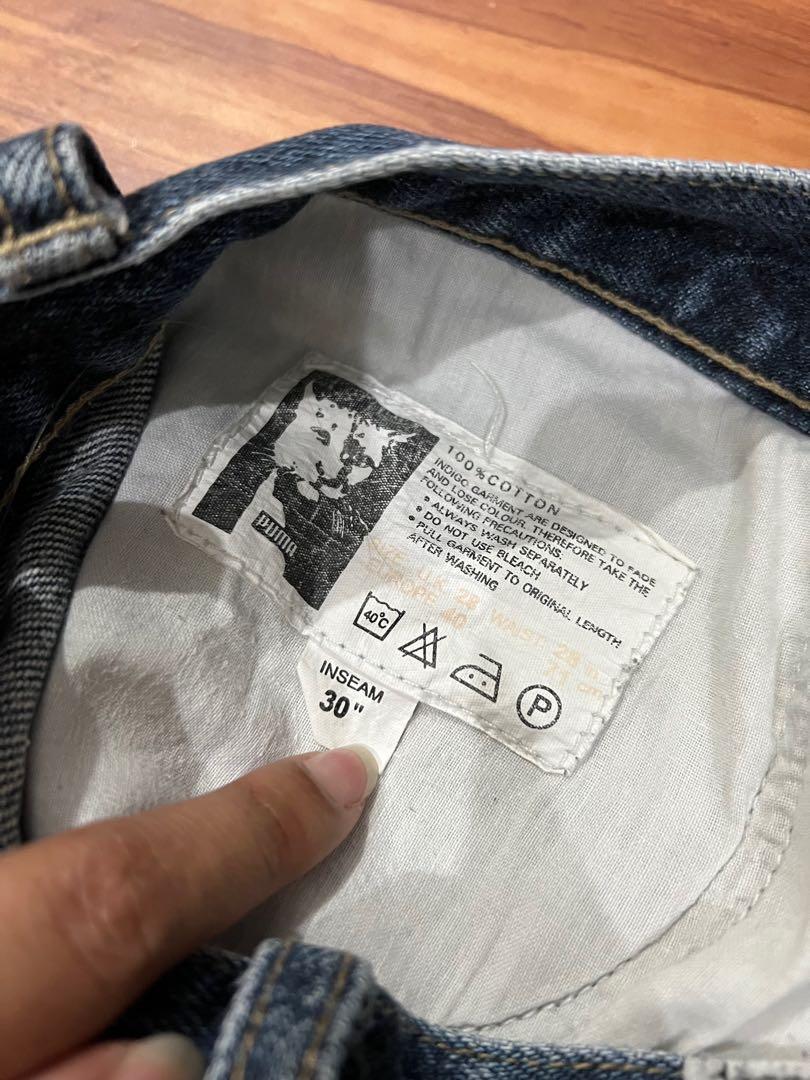 PUMA
100% COTTON
INDIGO GARMENT ARE DESIGNED TO FADE
AND LOSE COLOUR. THEREFORE TAKE THE
FOLLOWING PRECAUTIONS.
• ALWAYS WASH SEPARATELY
• DO NOT USE BLEACH
• PULL GARMENT TO ORIGINAL LENGTH
AFTER WASHING
SIZE U.K 28 WAIST 28 in
EUROPE 40 71 cm
40°C
P
INSEAM
30"